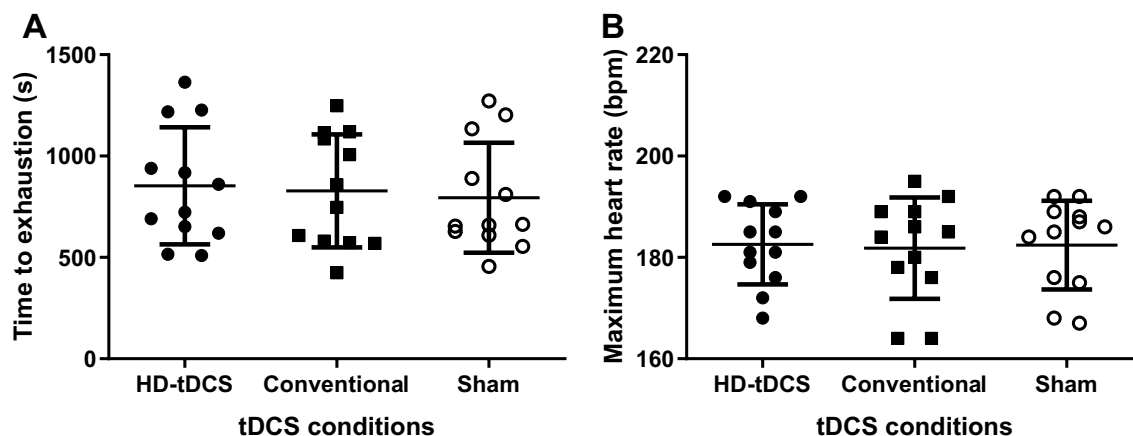 A
Time to exhaustion (s)
1500
1000
500
0
HD-tDCS Conventional Sham
tDCS conditions
B
Maximum heart rate (bpm)
220
200
180
160
HD-tDCS Conventional Sham
tDCS conditions